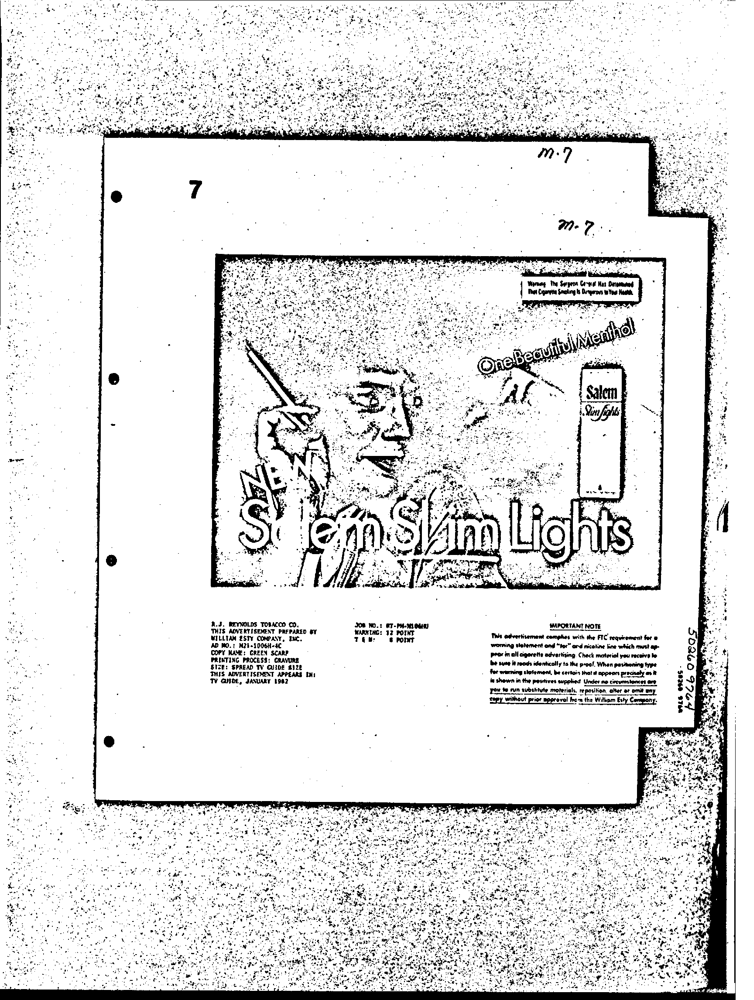 M-7
7
M-7
Warning: The Surgeon General Has Determined
That Cigarette Smoking Is Dangerous to Your Health.
One Beautiful Menthol
Salem
Slim Lights
NEW
Salem Slim Lights
R.J. REYNOLDS TOBACCO CO.
THIS ADVERTISEMENT PREPARED BY
WILLIAM ESTY COMPANY, INC.
AD NO.: M21-1006H-4C
COPY NAME: GREEN SCARF
PRINTING PROCESS: GRAVURE
SIZE: SPREAD TV GUIDE SIZE
THIS ADVERTISEMENT APPEARS IN:
TV GUIDE, JANUARY 1982
JOB NO.:
WARNING: 12 POINT
T & N: 8 POINT
IMPORTANT NOTE
This advertisement complies with the FTC requirement for a
warning statement and "tar" and nicotine line which must ap-
pear in all cigarette advertising. Check material you receive to
be sure it reads identically to the proof. When positioning type
for warning statement, be certain that it appears precisely as it
is shown in the positives supplied. Under no circumstances are
you to run substitute materials, reposition, alter or omit any
copy without prior approval from the William Esty Company.
50260 9764